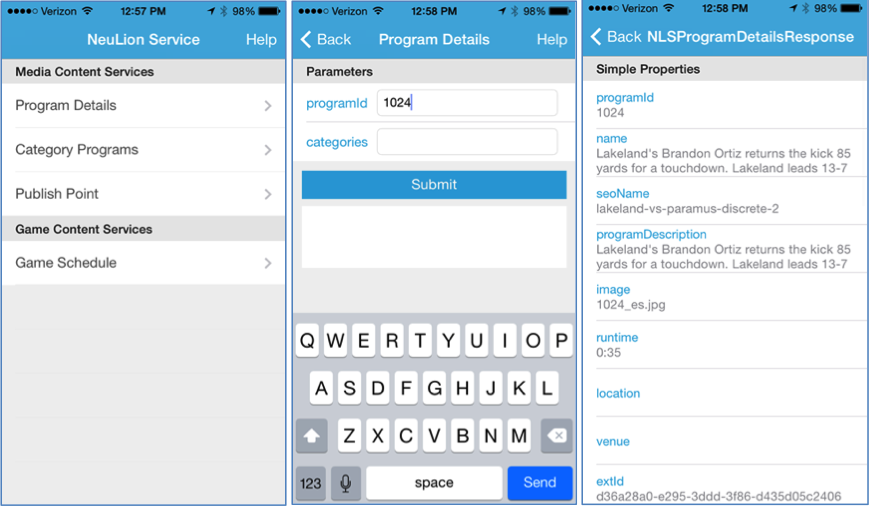 Verizon 12:57 PM 98%
NeuLion Service Help
Media Content Services
Program Details
Category Programs
Publish Point
Game Content Services
Game Schedule
Verizon 12:58 PM 98%
Back Program Details Help
Parameters
programId 1024
categories
Submit
Q W E R T Y U I O P
A S D F G H J K L
Z X C V B N M
123 space Send
Verizon 12:58 PM 98%
Back NLSProgramDetailsResponse
Simple Properties
programId
1024
name
Lakeland's Brandon Ortiz returns the kick 85
yards for a touchdown. Lakeland leads 13-7
seoName
lakeland-vs-paramus-discrete-2
programDescription
Lakeland's Brandon Ortiz returns the kick 85
yards for a touchdown. Lakeland leads 13-7
image
1024_es.jpg
runtime
0:35
location
venue
extId
d36a28a0-e295-3ddd-3f86-d435d05c2406